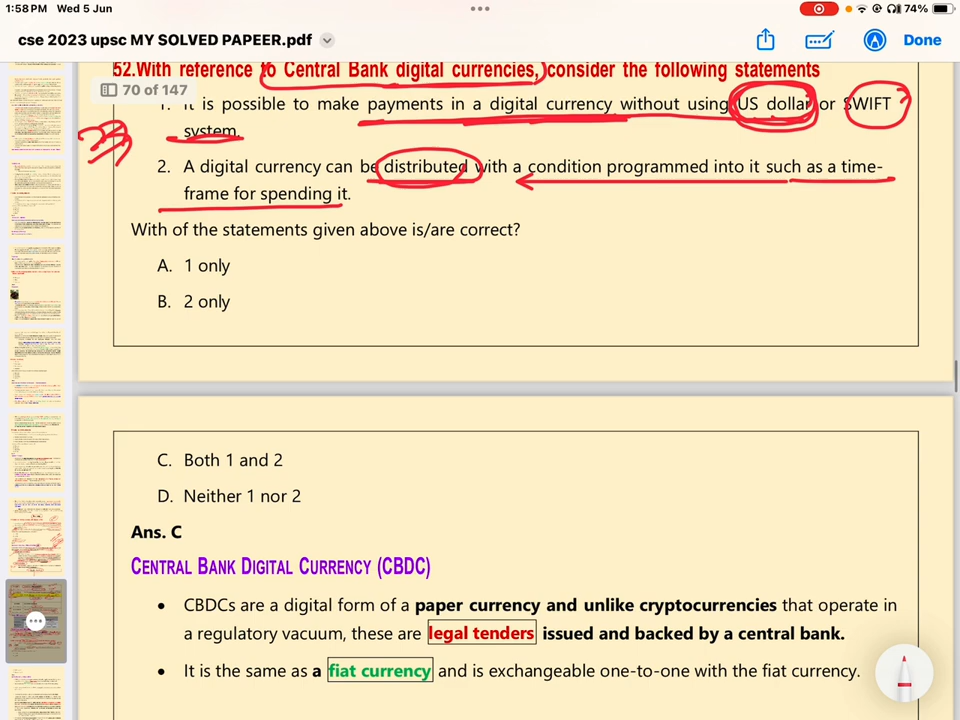 1:58 PM Wed 5 Jun
74%
cse 2023 upsc MY SOLVED PAPEER.pdf
Done
52.With reference to Central Bank digital currencies, consider the following statements
70 of 147
1. It is possible to make payments in a digital currency without using US dollar or SWIFT
system.
2. A digital currency can be distributed with a condition programmed into it such as a time-
frame for spending it.
With of the statements given above is/are correct?
A. 1 only
B. 2 only
C. Both 1 and 2
D. Neither 1 nor 2
Ans. C
CENTRAL BANK DIGITAL CURRENCY (CBDC)
• CBDCs are a digital form of a paper currency and unlike cryptocurrencies that operate in
a regulatory vacuum, these are legal tenders issued and backed by a central bank.
• It is the same as a fiat currency and is exchangeable one-to-one with the fiat currency.